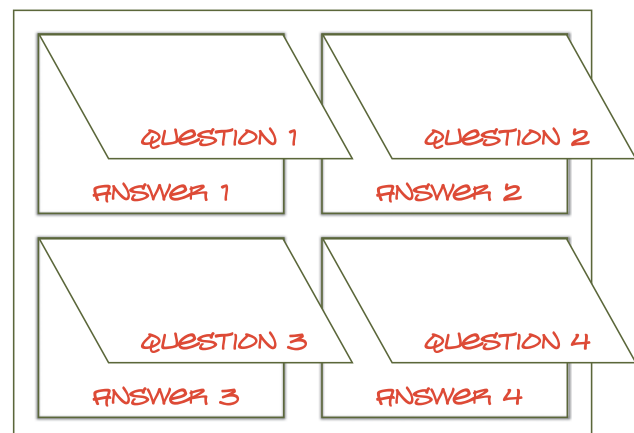 QUESTION 1
ANSWER 1
QUESTION 2
ANSWER 2
QUESTION 3
ANSWER 3
QUESTION 4
ANSWER 4